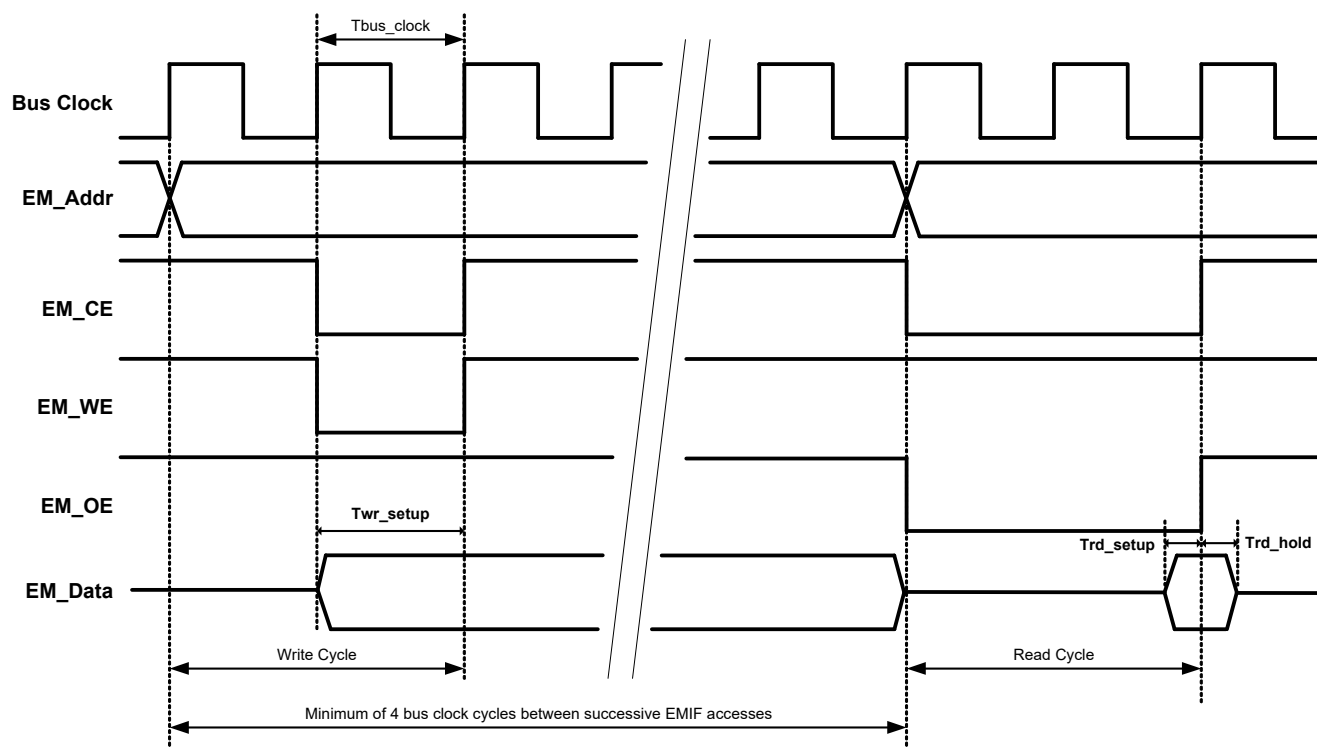 Tbus_clock
Bus Clock
EM_Addr
EM_CE
EM_WE
EM_OE
Twr_setup
Trd_setup
Trd_hold
EM_Data
Write Cycle
Read Cycle
Minimum of 4 bus clock cycles between successive EMIF accesses